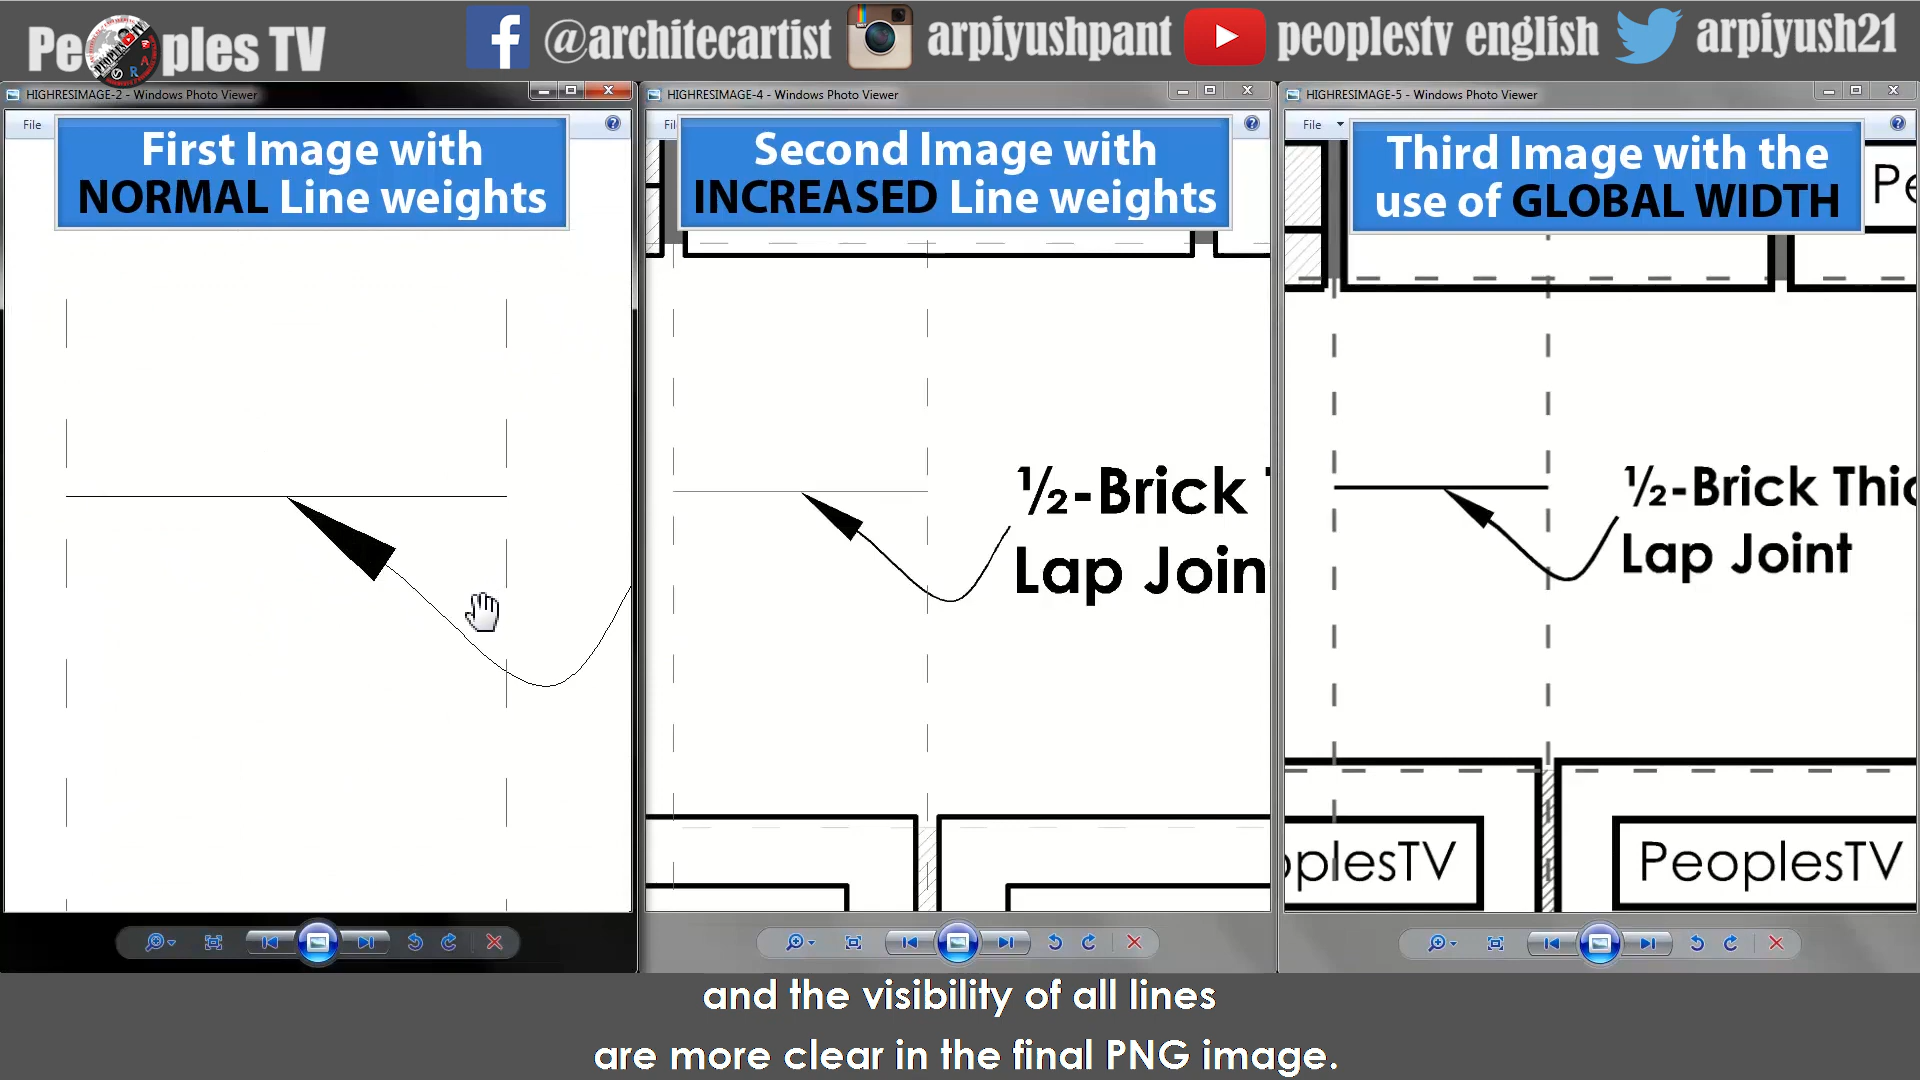 Peoples TV
@architecartist
arpiyushpant
peoplestv english
arpiyush21
HIGHRESIMAGE-2 - Windows Photo Viewer
File
First Image with
NORMAL Line weights
HIGHRESIMAGE-4 - Windows Photo Viewer
Second Image with
INCREASED Line weights
½-Brick
Lap Join
HIGHRESIMAGE-5 - Windows Photo Viewer
File
Third Image with the
use of GLOBAL WIDTH
Pe
½-Brick Thic
Lap Joint
plesTV
PeoplesTV
and the visibility of all lines
are more clear in the final PNG image.